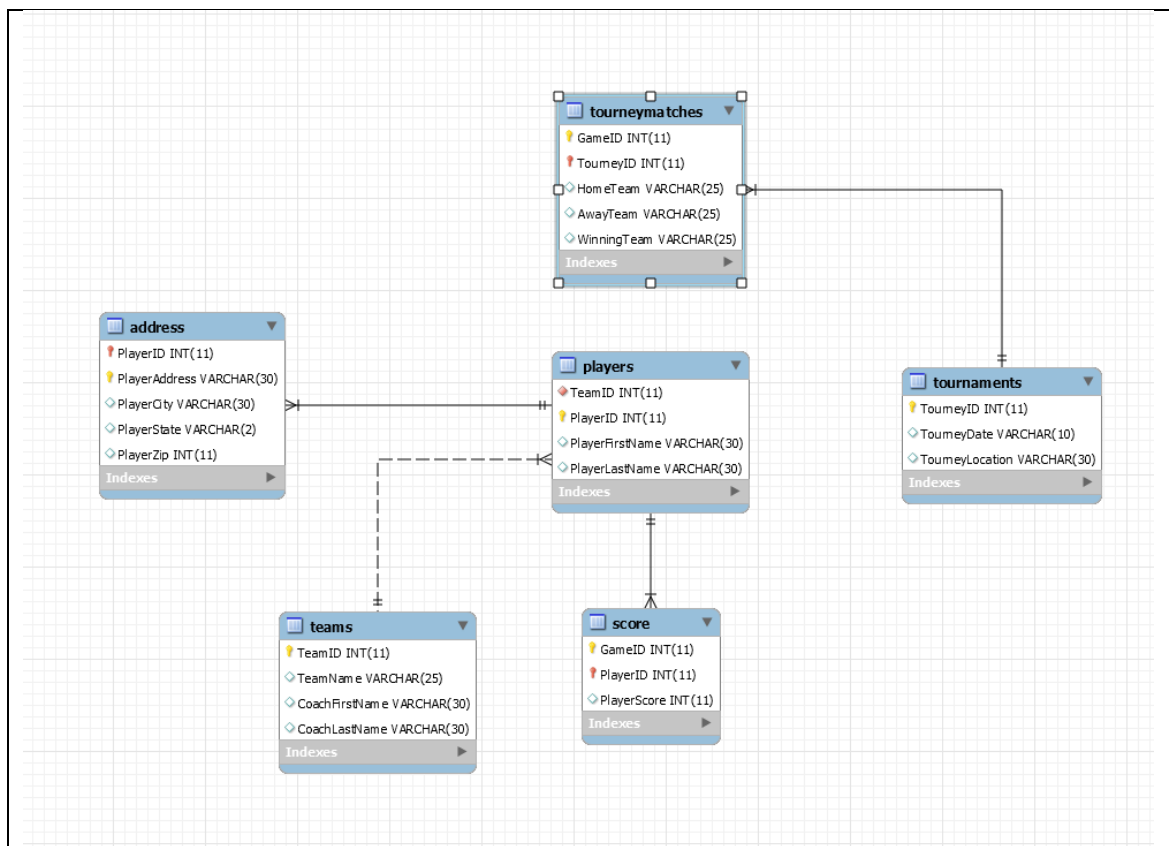 tourneymatches
GameID INT(11)
TourneyID INT(11)
HomeTeam VARCHAR(25)
AwayTeam VARCHAR(25)
WinningTeam VARCHAR(25)
Indexes
address
PlayerID INT(11)
PlayerAddress VARCHAR(30)
PlayerCity VARCHAR(30)
PlayerState VARCHAR(2)
PlayerZip INT(11)
Indexes
players
TeamID INT(11)
PlayerID INT(11)
PlayerFirstName VARCHAR(30)
PlayerLastName VARCHAR(30)
Indexes
tournaments
TourneyID INT(11)
TourneyDate VARCHAR(10)
TourneyLocation VARCHAR(30)
Indexes
teams
TeamID INT(11)
TeamName VARCHAR(25)
CoachFirstName VARCHAR(30)
CoachLastName VARCHAR(30)
Indexes
score
GameID INT(11)
PlayerID INT(11)
PlayerScore INT(11)
Indexes